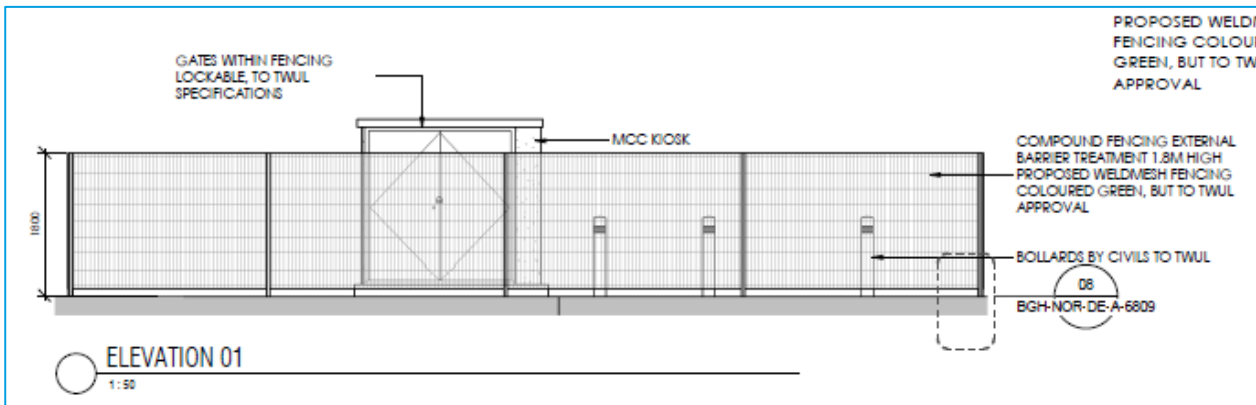 PROPOSED WELDM
FENCING COLOU
GREEN, BUT TO TW
APPROVAL
GATES WITHIN FENCING
LOCKABLE, TO TWUL
SPECIFICATIONS
MCC KIOSK
COMPOUND FENCING EXTERNAL
BARRIER TREATMENT 1.8M HIGH
PROPOSED WELDMESH FENCING
COLOURED GREEN, BUT TO TWUL
APPROVAL
1800
BOLLARDS BY CIVILS TO TWUL
08
BGH-NOR-DE-A-6809
ELEVATION 01
1 : 50